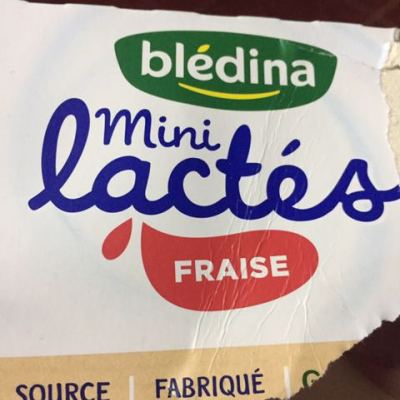 blédina
Mini
lactés
FRAISE
SOURCE FABRIQUÉ